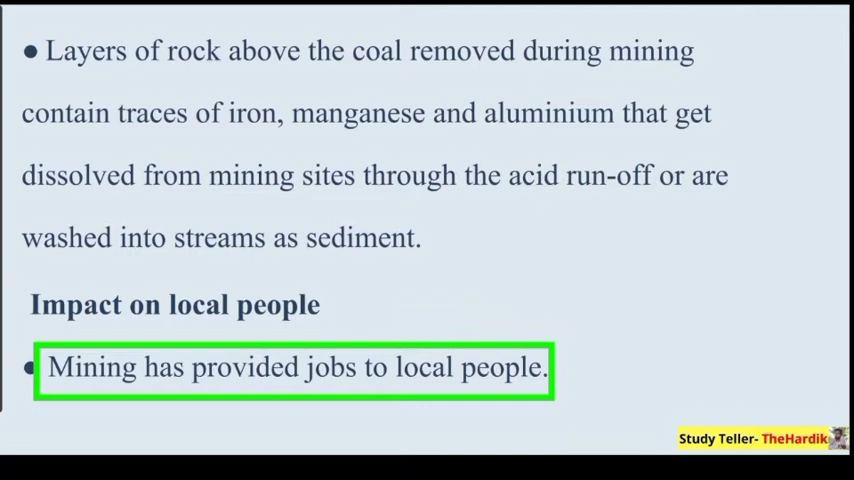 ● Layers of rock above the coal removed during mining
contain traces of iron, manganese and aluminium that get
dissolved from mining sites through the acid run-off or are
washed into streams as sediment.
Impact on local people
● Mining has provided jobs to local people.
Study Teller- TheHardik